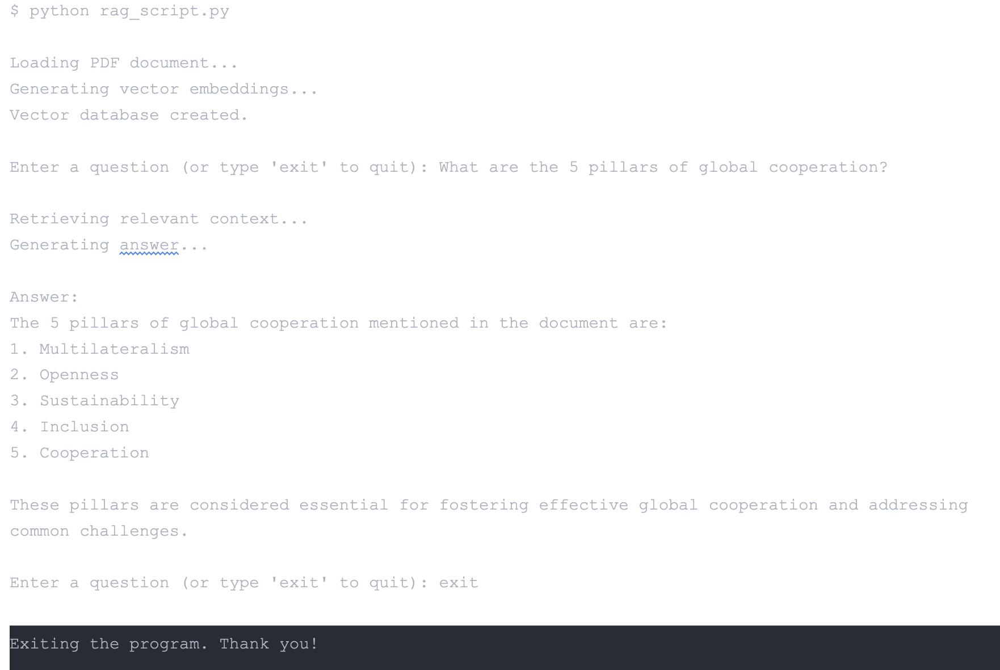 $ python rag_script.py
Loading PDF document...
Generating vector embeddings...
Vector database created.
Enter a question (or type 'exit' to quit): What are the 5 pillars of global cooperation?
Retrieving relevant context...
Generating answer...
Answer:
The 5 pillars of global cooperation mentioned in the document are:
1. Multilateralism
2. Openness
3. Sustainability
4. Inclusion
5. Cooperation
These pillars are considered essential for fostering effective global cooperation and addressing
common challenges.
Enter a question (or type 'exit' to quit): exit
Exiting the program. Thank you!